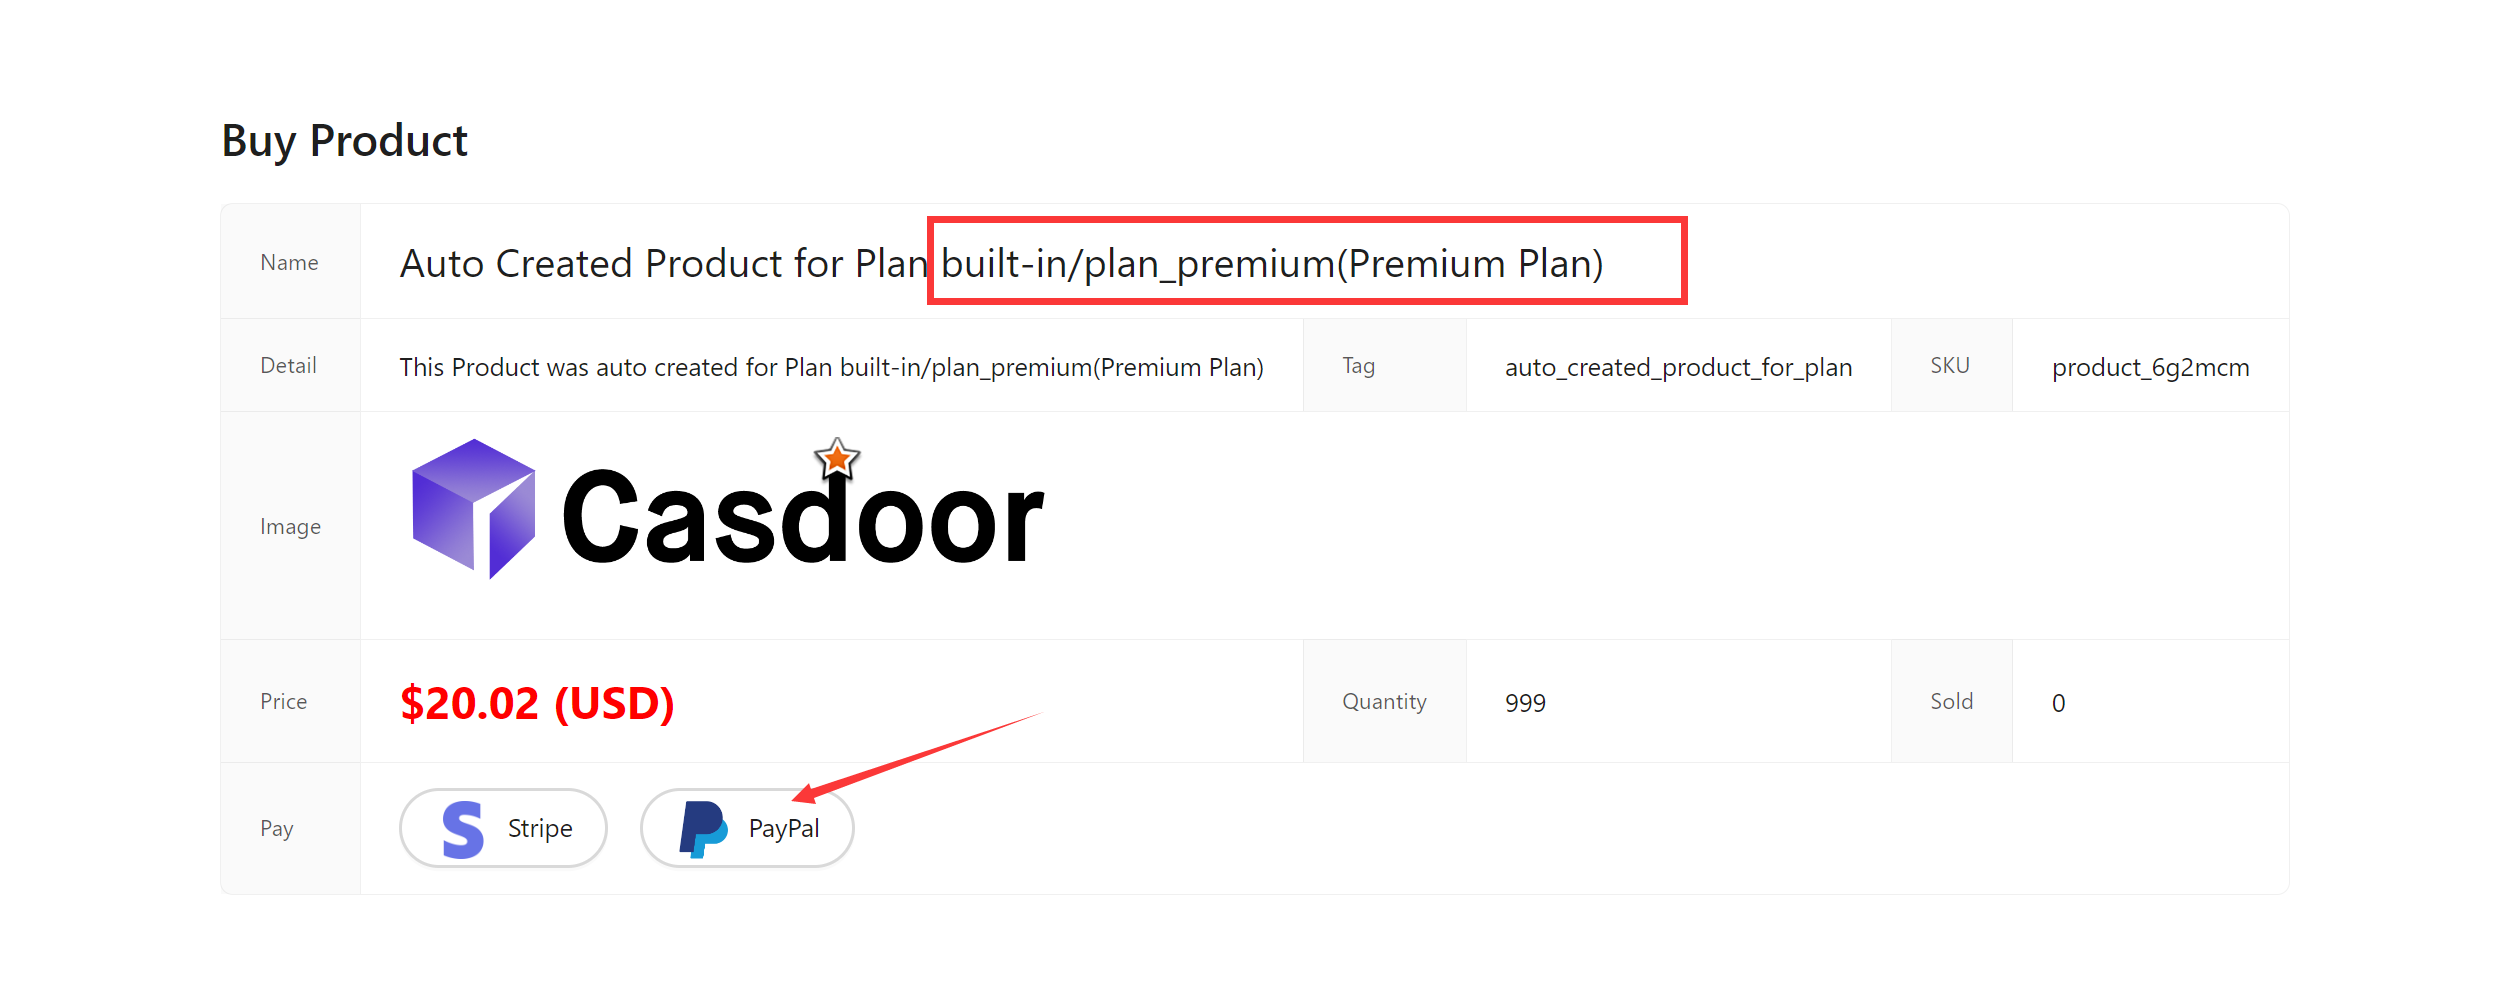 Buy Product
Name
Auto Created Product for Plan built-in/plan_premium(Premium Plan)
Detail
This Product was auto created for Plan built-in/plan_premium(Premium Plan)
Tag
auto_created_product_for_plan
SKU
product_6g2mcm
Image
Casdoor
Price
$20.02 (USD)
Quantity
999
Sold
0
Pay
Stripe
PayPal